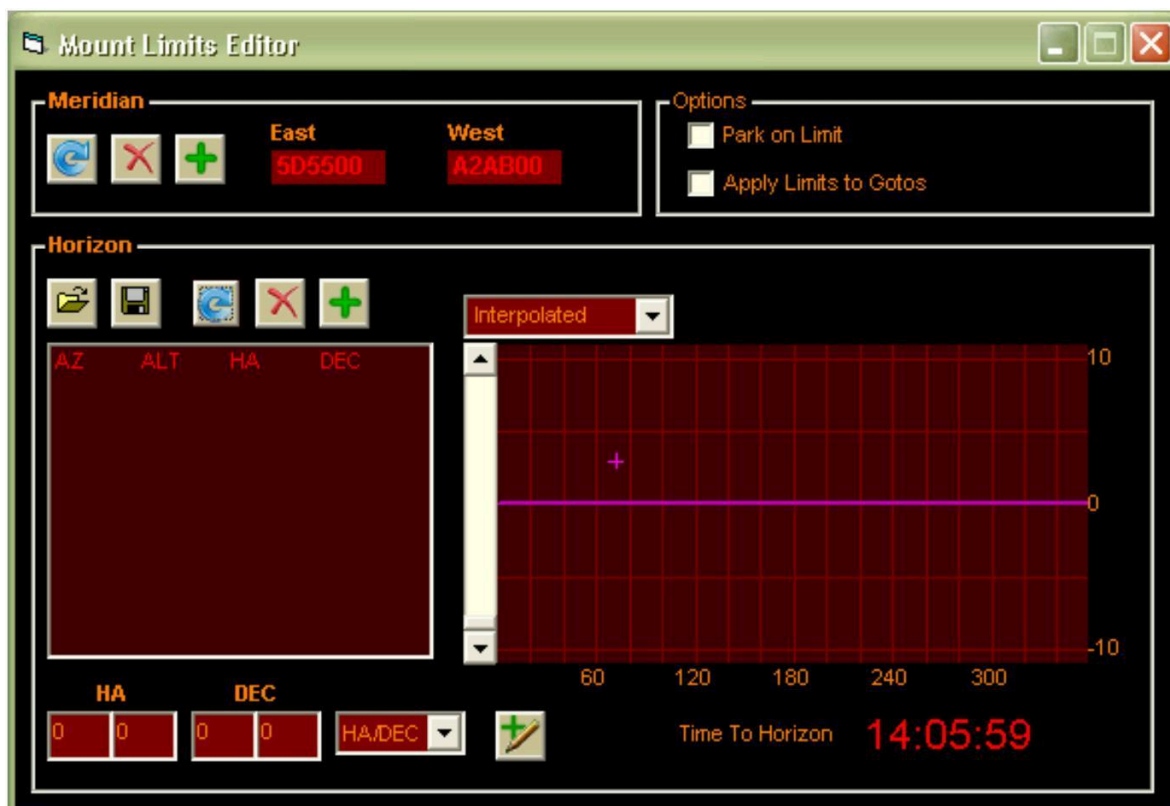 Mount Limits Editor
Meridian
East West
5D5500 A2AB00
Options
Park on Limit
Apply Limits to Gotos
Horizon
Interpolated
AZ ALT HA DEC
10
0
-10
60 120 180 240 300
HA DEC
0 0 0 0 HA/DEC
Time To Horizon 14:05:59